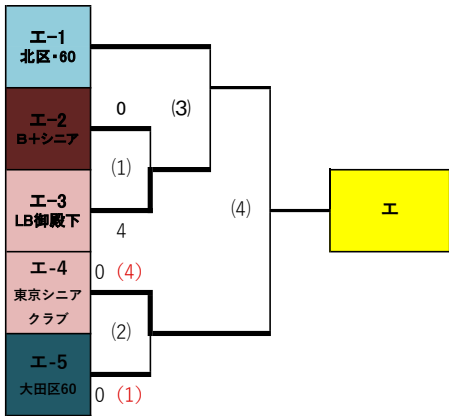 エ-1
北区・60
エ-2
B+シニア
エ-3
LB御殿下
エ-4
東京シニア
クラブ
エ-5
大田区60
0
(1)
4
(3)
0 (4)
(2)
0 (1)
(4)
エ